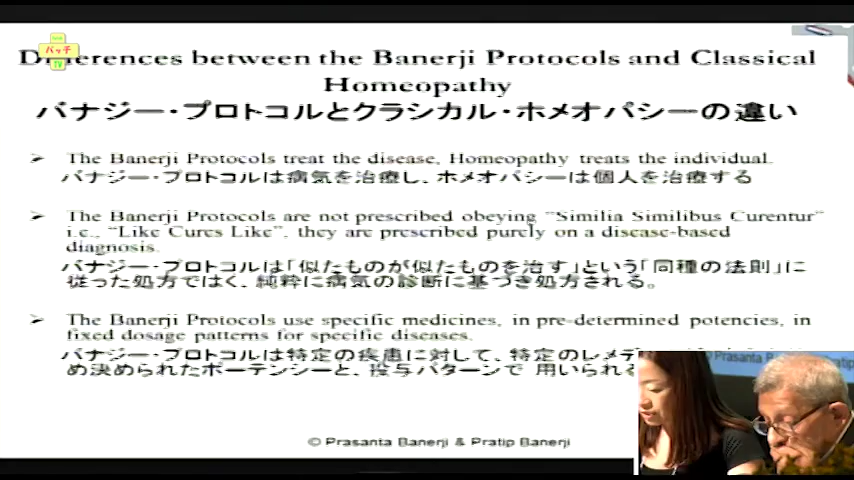 Differences between the Banerji Protocols and Classical
Homeopathy
バナジー・プロトコルとクラシカル・ホメオパシーの違い
The Banerji Protocols treat the disease, Homeopathy treats the individual.
バナジー・プロトコルは病気を治療し、ホメオパシーは個人を治療する
The Banerji Protocols are not prescribed obeying "Similia Similibus Curentur"
i.e., "Like Cures Like", they are prescribed purely on a disease-based
diagnosis.
バナジー・プロトコルは「似たものが似たものを治す」という「同種の法則」に
従った処方ではく、純粋に病気の診断に基づき処方される。
The Banerji Protocols use specific medicines, in pre-determined potencies, in
fixed dosage patterns for specific diseases.
バナジー・プロトコルは特定の疾患に対して、特定のレメデ
め決められたポーテンシーと、投与パターンで 用いられる
© Prasanta Banerji & Pratip Banerji
バッチ
TV
© Prasanta